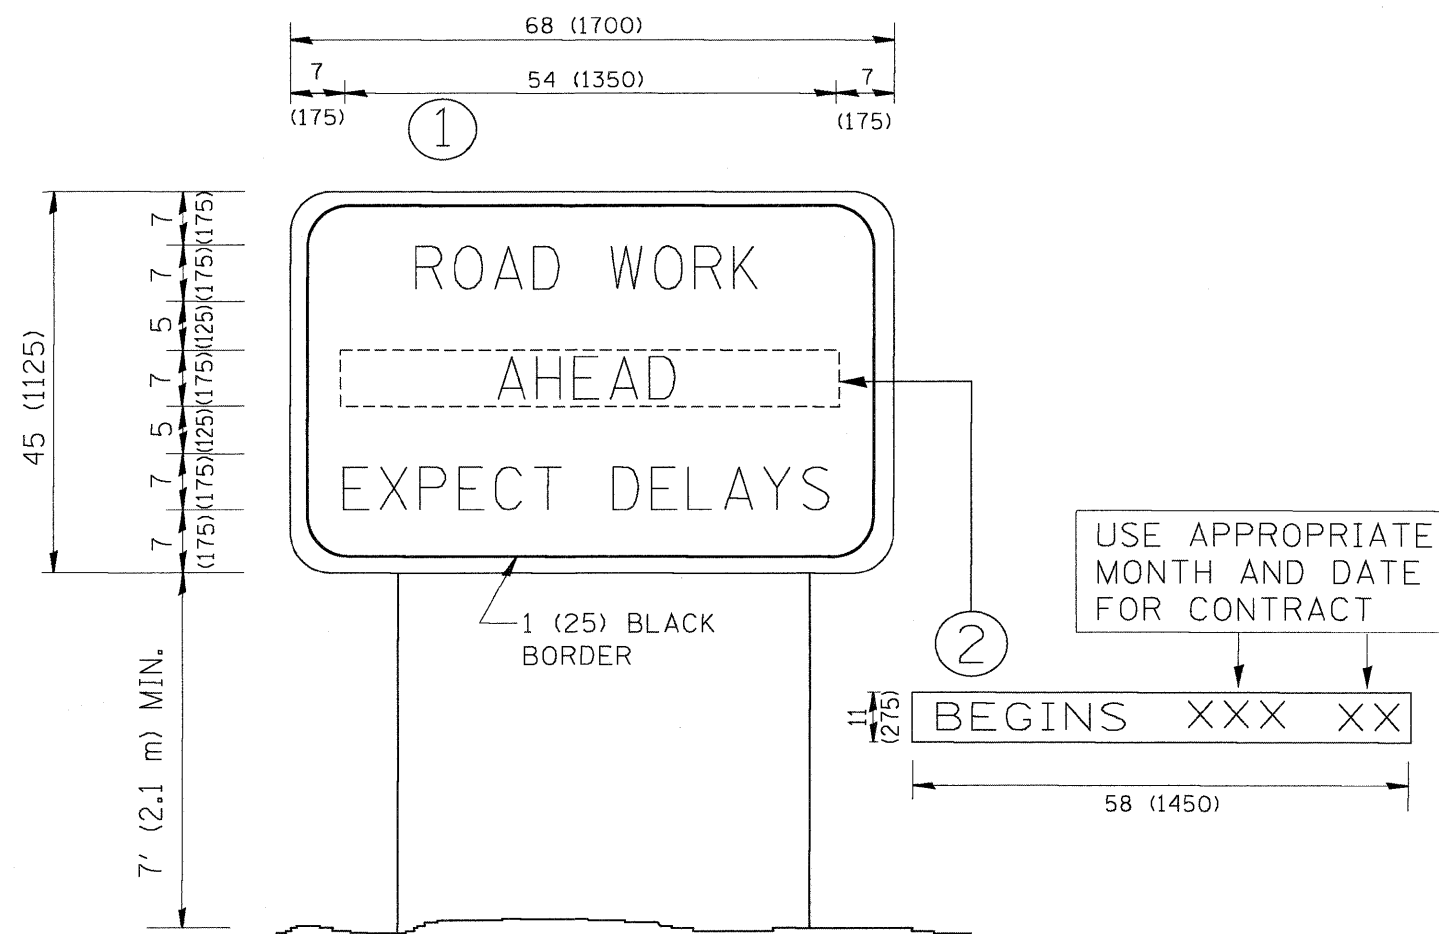 68 (1700)
7
54 (1350)
7
(175)
(175)
1
7
(175)
7
(175)
5
(125)
7
(175)
5
(125)
7
(175)
7
(175)
45 (1125)
ROAD WORK
AHEAD
EXPECT DELAYS
1 (25) BLACK
BORDER
7' (2.1 m) MIN.
USE APPROPRIATE
MONTH AND DATE
FOR CONTRACT
2
11
(275)
BEGINS XXX XX
58 (1450)